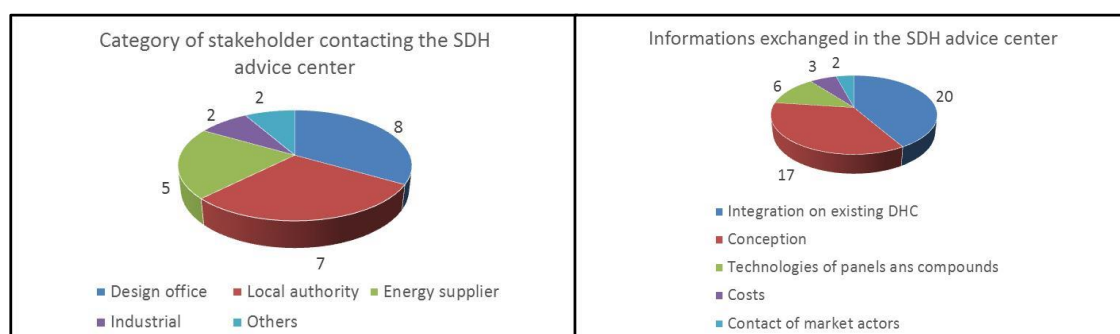 Category of stakeholder contacting the SDH
advice center
2
2
8
5
7
Design office
Local authority
Energy supplier
Industrial
Others
Informations exchanged in the SDH advice center
2
3
6
20
17
Integration on existing DHC
Conception
Technologies of panels ans compounds
Costs
Contact of market actors